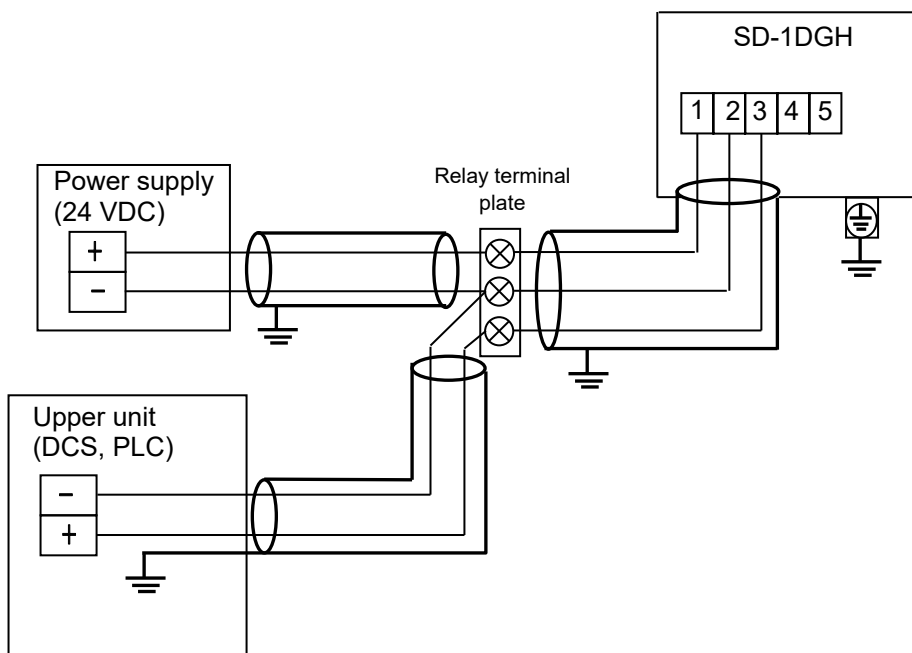 SD-1DGH
1 2 3 4 5
Power supply
(24 VDC)
+
-
Relay terminal
plate
Upper unit
(DCS, PLC)
-
+